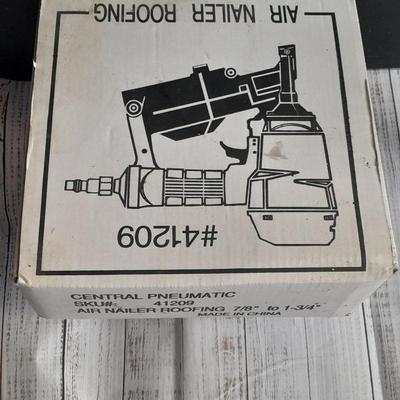 AIR NAILER ROOFING
#41209
CENTRAL PNEUMATIC
SKU#: 41209
AIR NAILER ROOFING 7/8" to 1-3/4"
MADE IN CHINA